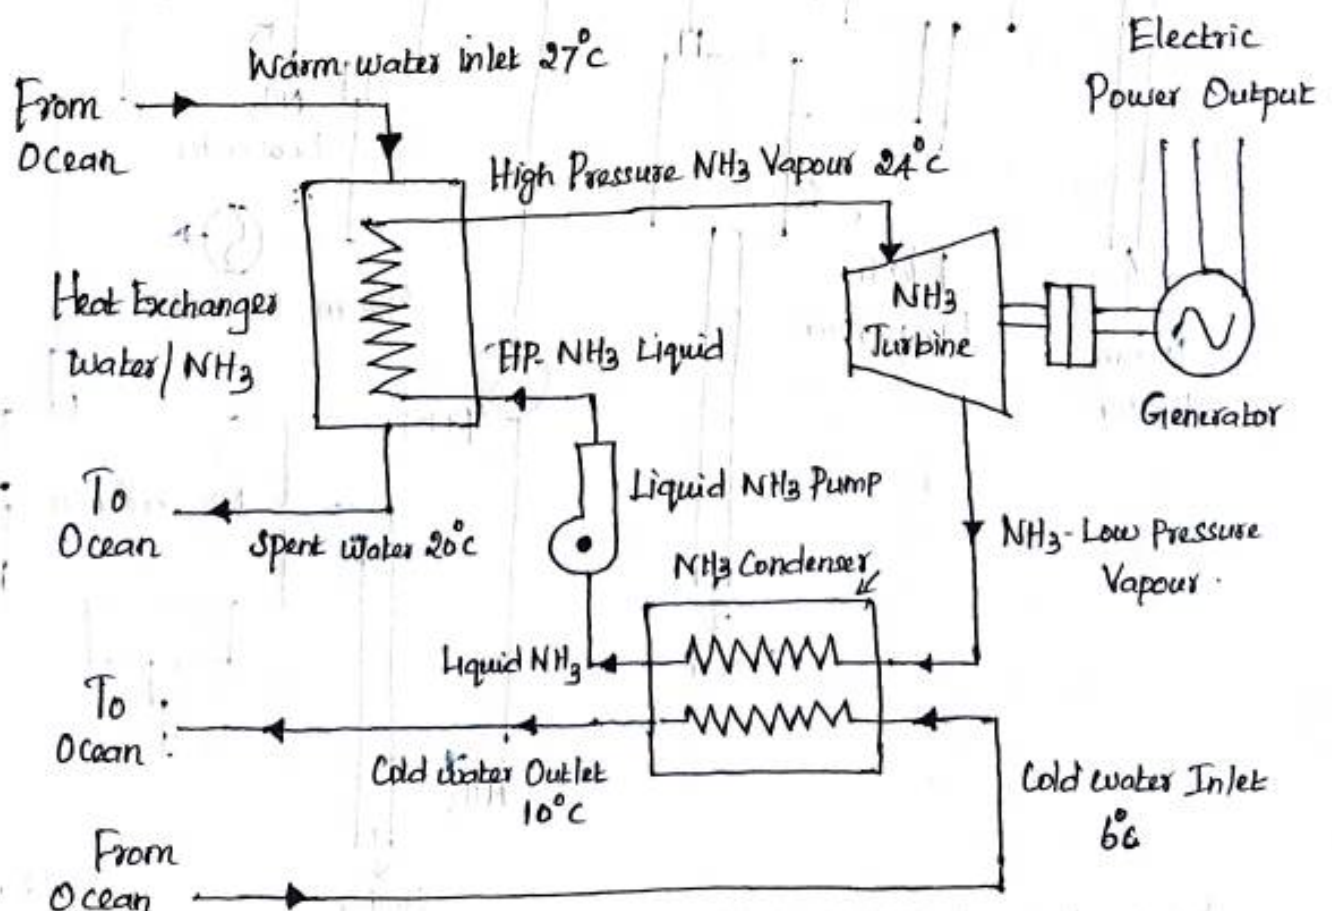 Electric
Power Output
Warm water inlet 27°C
From
Ocean
High Pressure NH3 Vapour 24°C
Heat Exchanger
Water/NH3
NH3
Turbine
HP NH3 Liquid
Generator
To
Ocean
Spent Water 20°C
Liquid NH3 Pump
NH3-Low Pressure
Vapour
NH3 Condenser
Liquid NH3
To
Ocean
Cold Water Outlet
10°C
Cold Water Inlet
6°C
From
Ocean